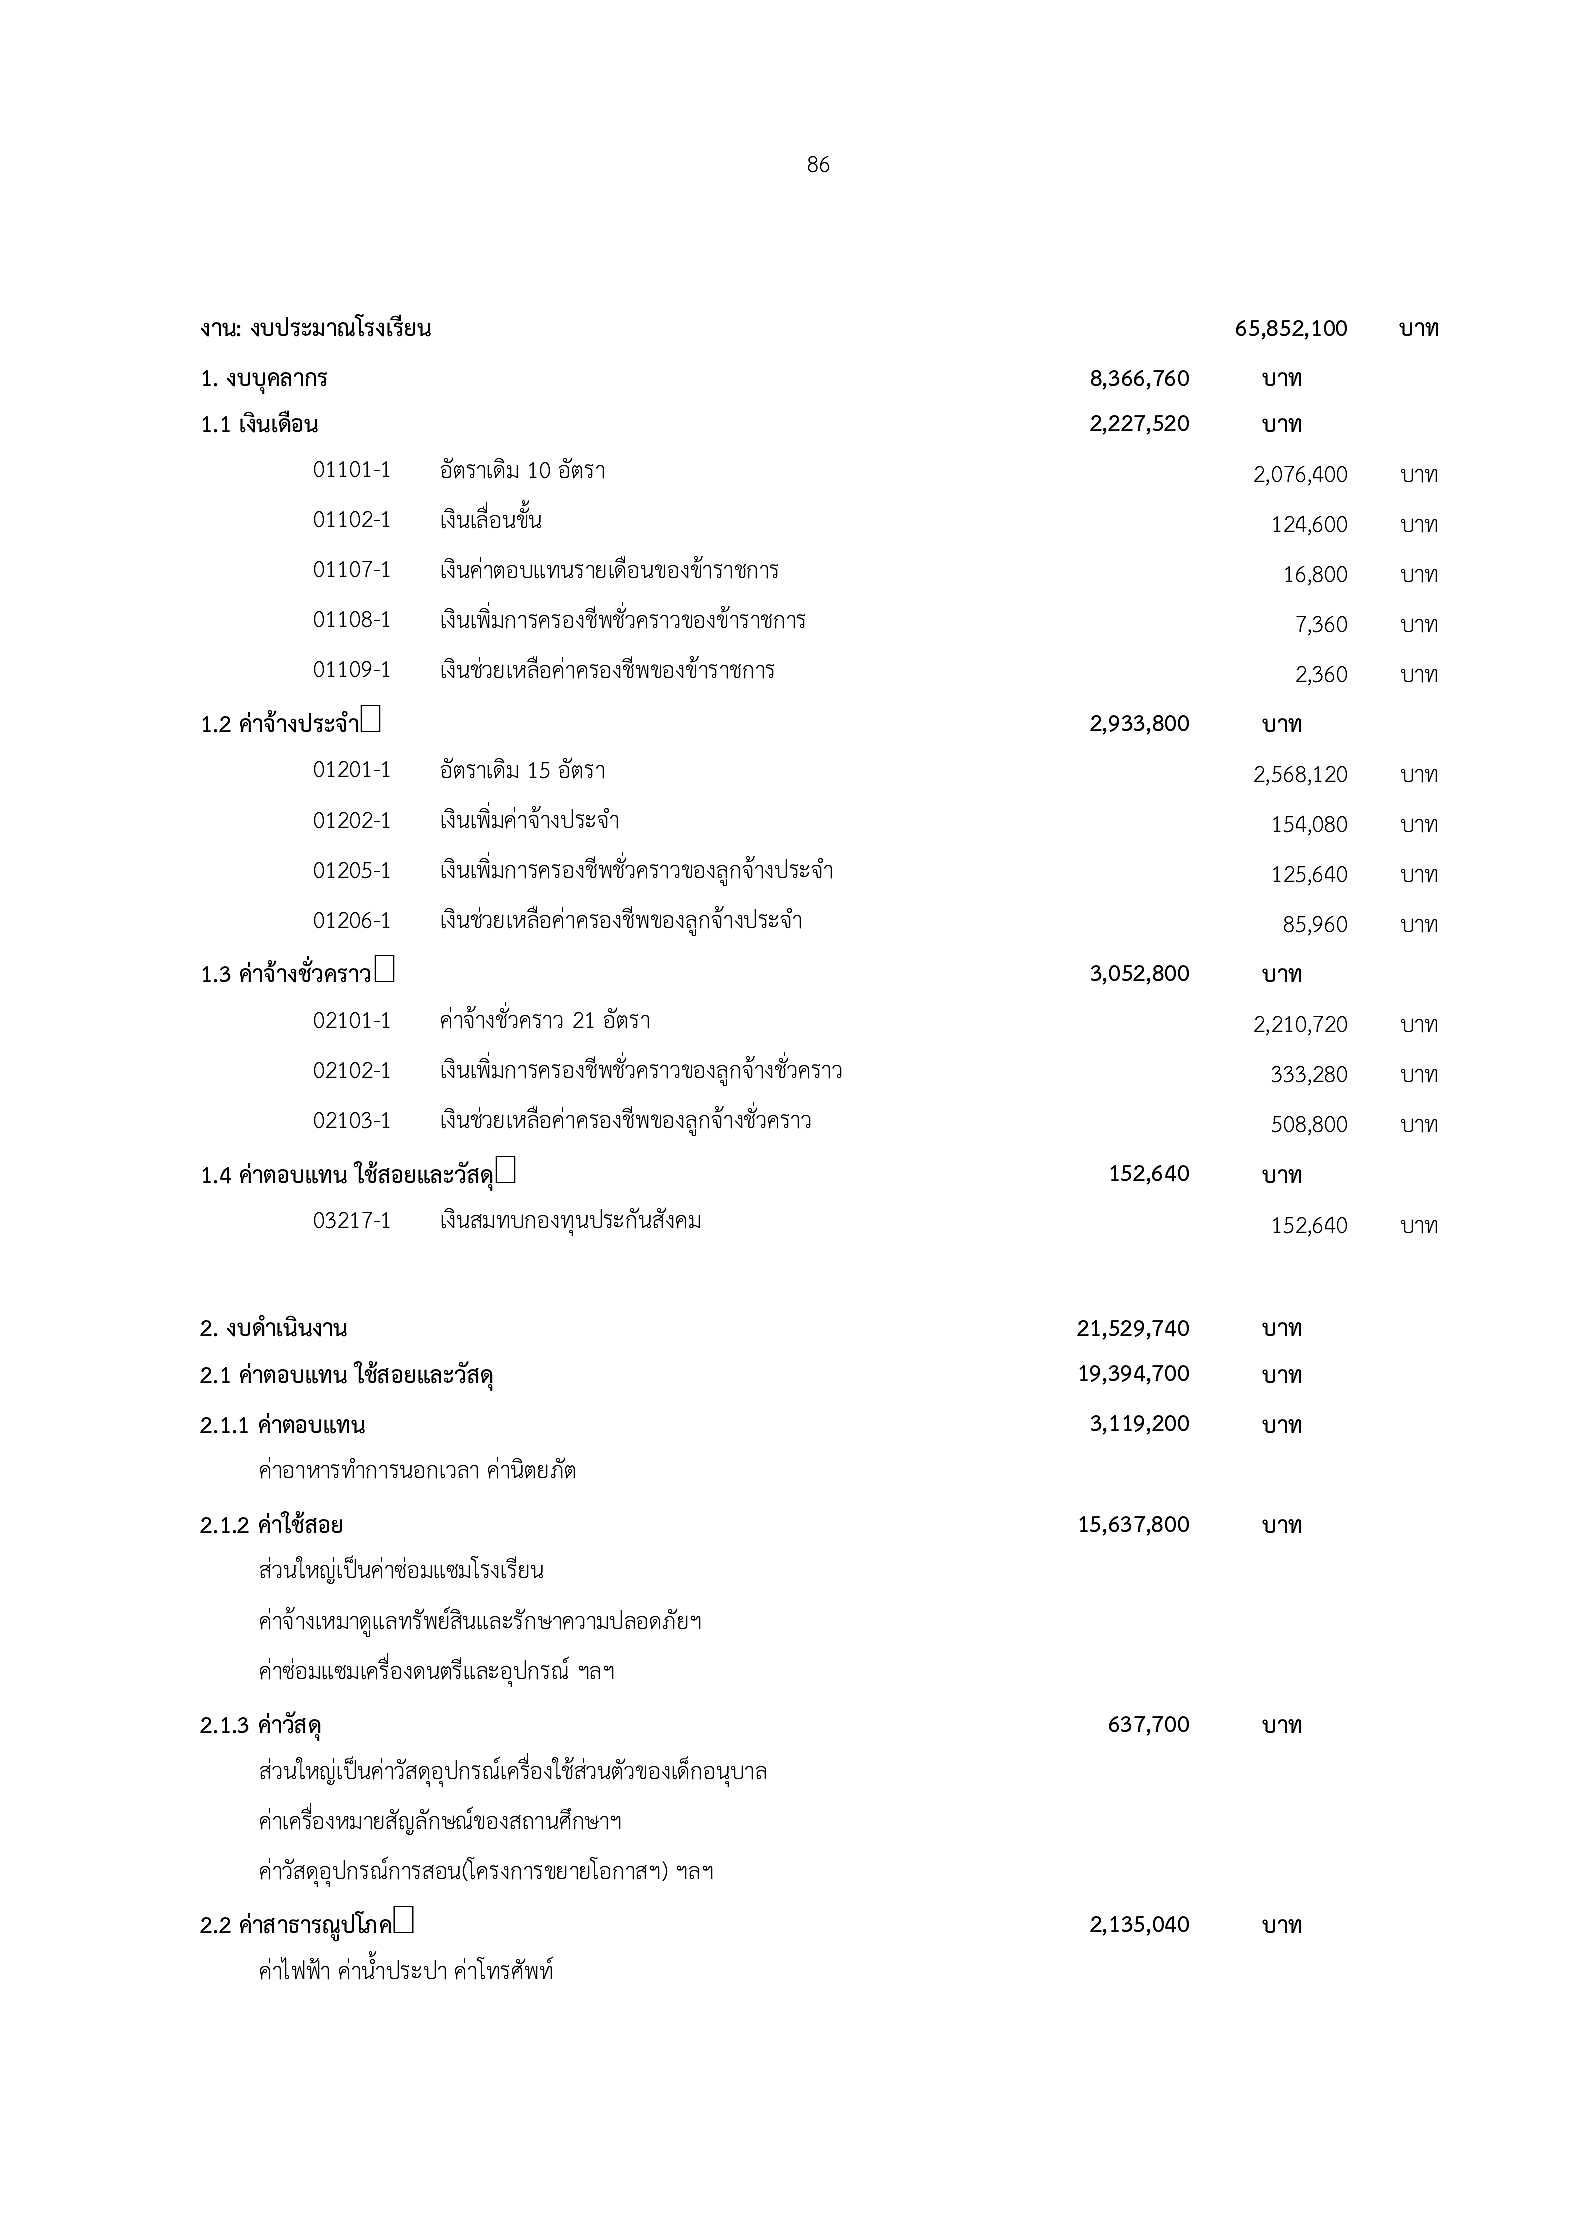 86
งาน: งบประมาณโรงเรียน 65,852,100 บาท
1. งบบุคลากร 8,366,760 บาท
1.1 เงินเดือน 2,227,520 บาท
01101-1 อัตราเดิม 10 อัตรา 2,076,400 บาท
01102-1 เงินเลื่อนขั้น 124,600 บาท
01107-1 เงินค่าตอบแทนรายเดือนของข้าราชการ 16,800 บาท
01108-1 เงินเพิ่มการครองชีพชั่วคราวของข้าราชการ 7,360 บาท
01109-1 เงินช่วยเหลือค่าครองชีพของข้าราชการ 2,360 บาท
1.2 ค่าจ้างประจำ 2,933,800 บาท
01201-1 อัตราเดิม 15 อัตรา 2,568,120 บาท
01202-1 เงินเพิ่มค่าจ้างประจำ 154,080 บาท
01205-1 เงินเพิ่มการครองชีพชั่วคราวของลูกจ้างประจำ 125,640 บาท
01206-1 เงินช่วยเหลือค่าครองชีพของลูกจ้างประจำ 85,960 บาท
1.3 ค่าจ้างชั่วคราว 3,052,800 บาท
02101-1 ค่าจ้างชั่วคราว 21 อัตรา 2,210,720 บาท
02102-1 เงินเพิ่มการครองชีพชั่วคราวของลูกจ้างชั่วคราว 333,280 บาท
02103-1 เงินช่วยเหลือค่าครองชีพของลูกจ้างชั่วคราว 508,800 บาท
1.4 ค่าตอบแทน ใช้สอยและวัสดุ 152,640 บาท
03217-1 เงินสมทบกองทุนประกันสังคม 152,640 บาท
2. งบดำเนินงาน 21,529,740 บาท
2.1 ค่าตอบแทน ใช้สอยและวัสดุ 19,394,700 บาท
2.1.1 ค่าตอบแทน 3,119,200 บาท
ค่าอาหารทำการนอกเวลา ค่านิตยภัต
2.1.2 ค่าใช้สอย 15,637,800 บาท
ส่วนใหญ่เป็นค่าซ่อมแซมโรงเรียน
ค่าจ้างเหมาดูแลทรัพย์สินและรักษาความปลอดภัยฯ
ค่าซ่อมแซมเครื่องดนตรีและอุปกรณ์ ฯลฯ
2.1.3 ค่าวัสดุ 637,700 บาท
ส่วนใหญ่เป็นค่าวัสดุอุปกรณ์เครื่องใช้ส่วนตัวของเด็กอนุบาล
ค่าเครื่องหมายสัญลักษณ์ของสถานศึกษาฯ
ค่าวัสดุอุปกรณ์การสอน(โครงการขยายโอกาสฯ) ฯลฯ
2.2 ค่าสาธารณูปโภค 2,135,040 บาท
ค่าไฟฟ้า ค่าน้ำประปา ค่าโทรศัพท์